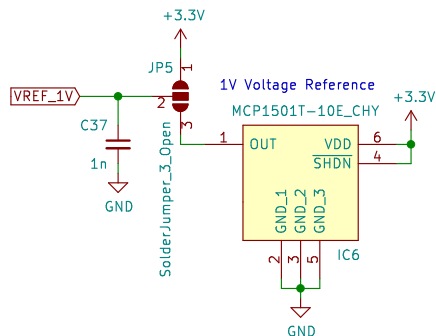 +3.3V
JP5
1
2
3
SolderJumper_3_Open
VREF_1V
C37
1n
GND
1V Voltage Reference
MCP1501T-10E_CHY
+3.3V
1
OUT
VDD
6
SHDN
4
GND_1
GND_2
GND_3
2
3
5
IC6
GND